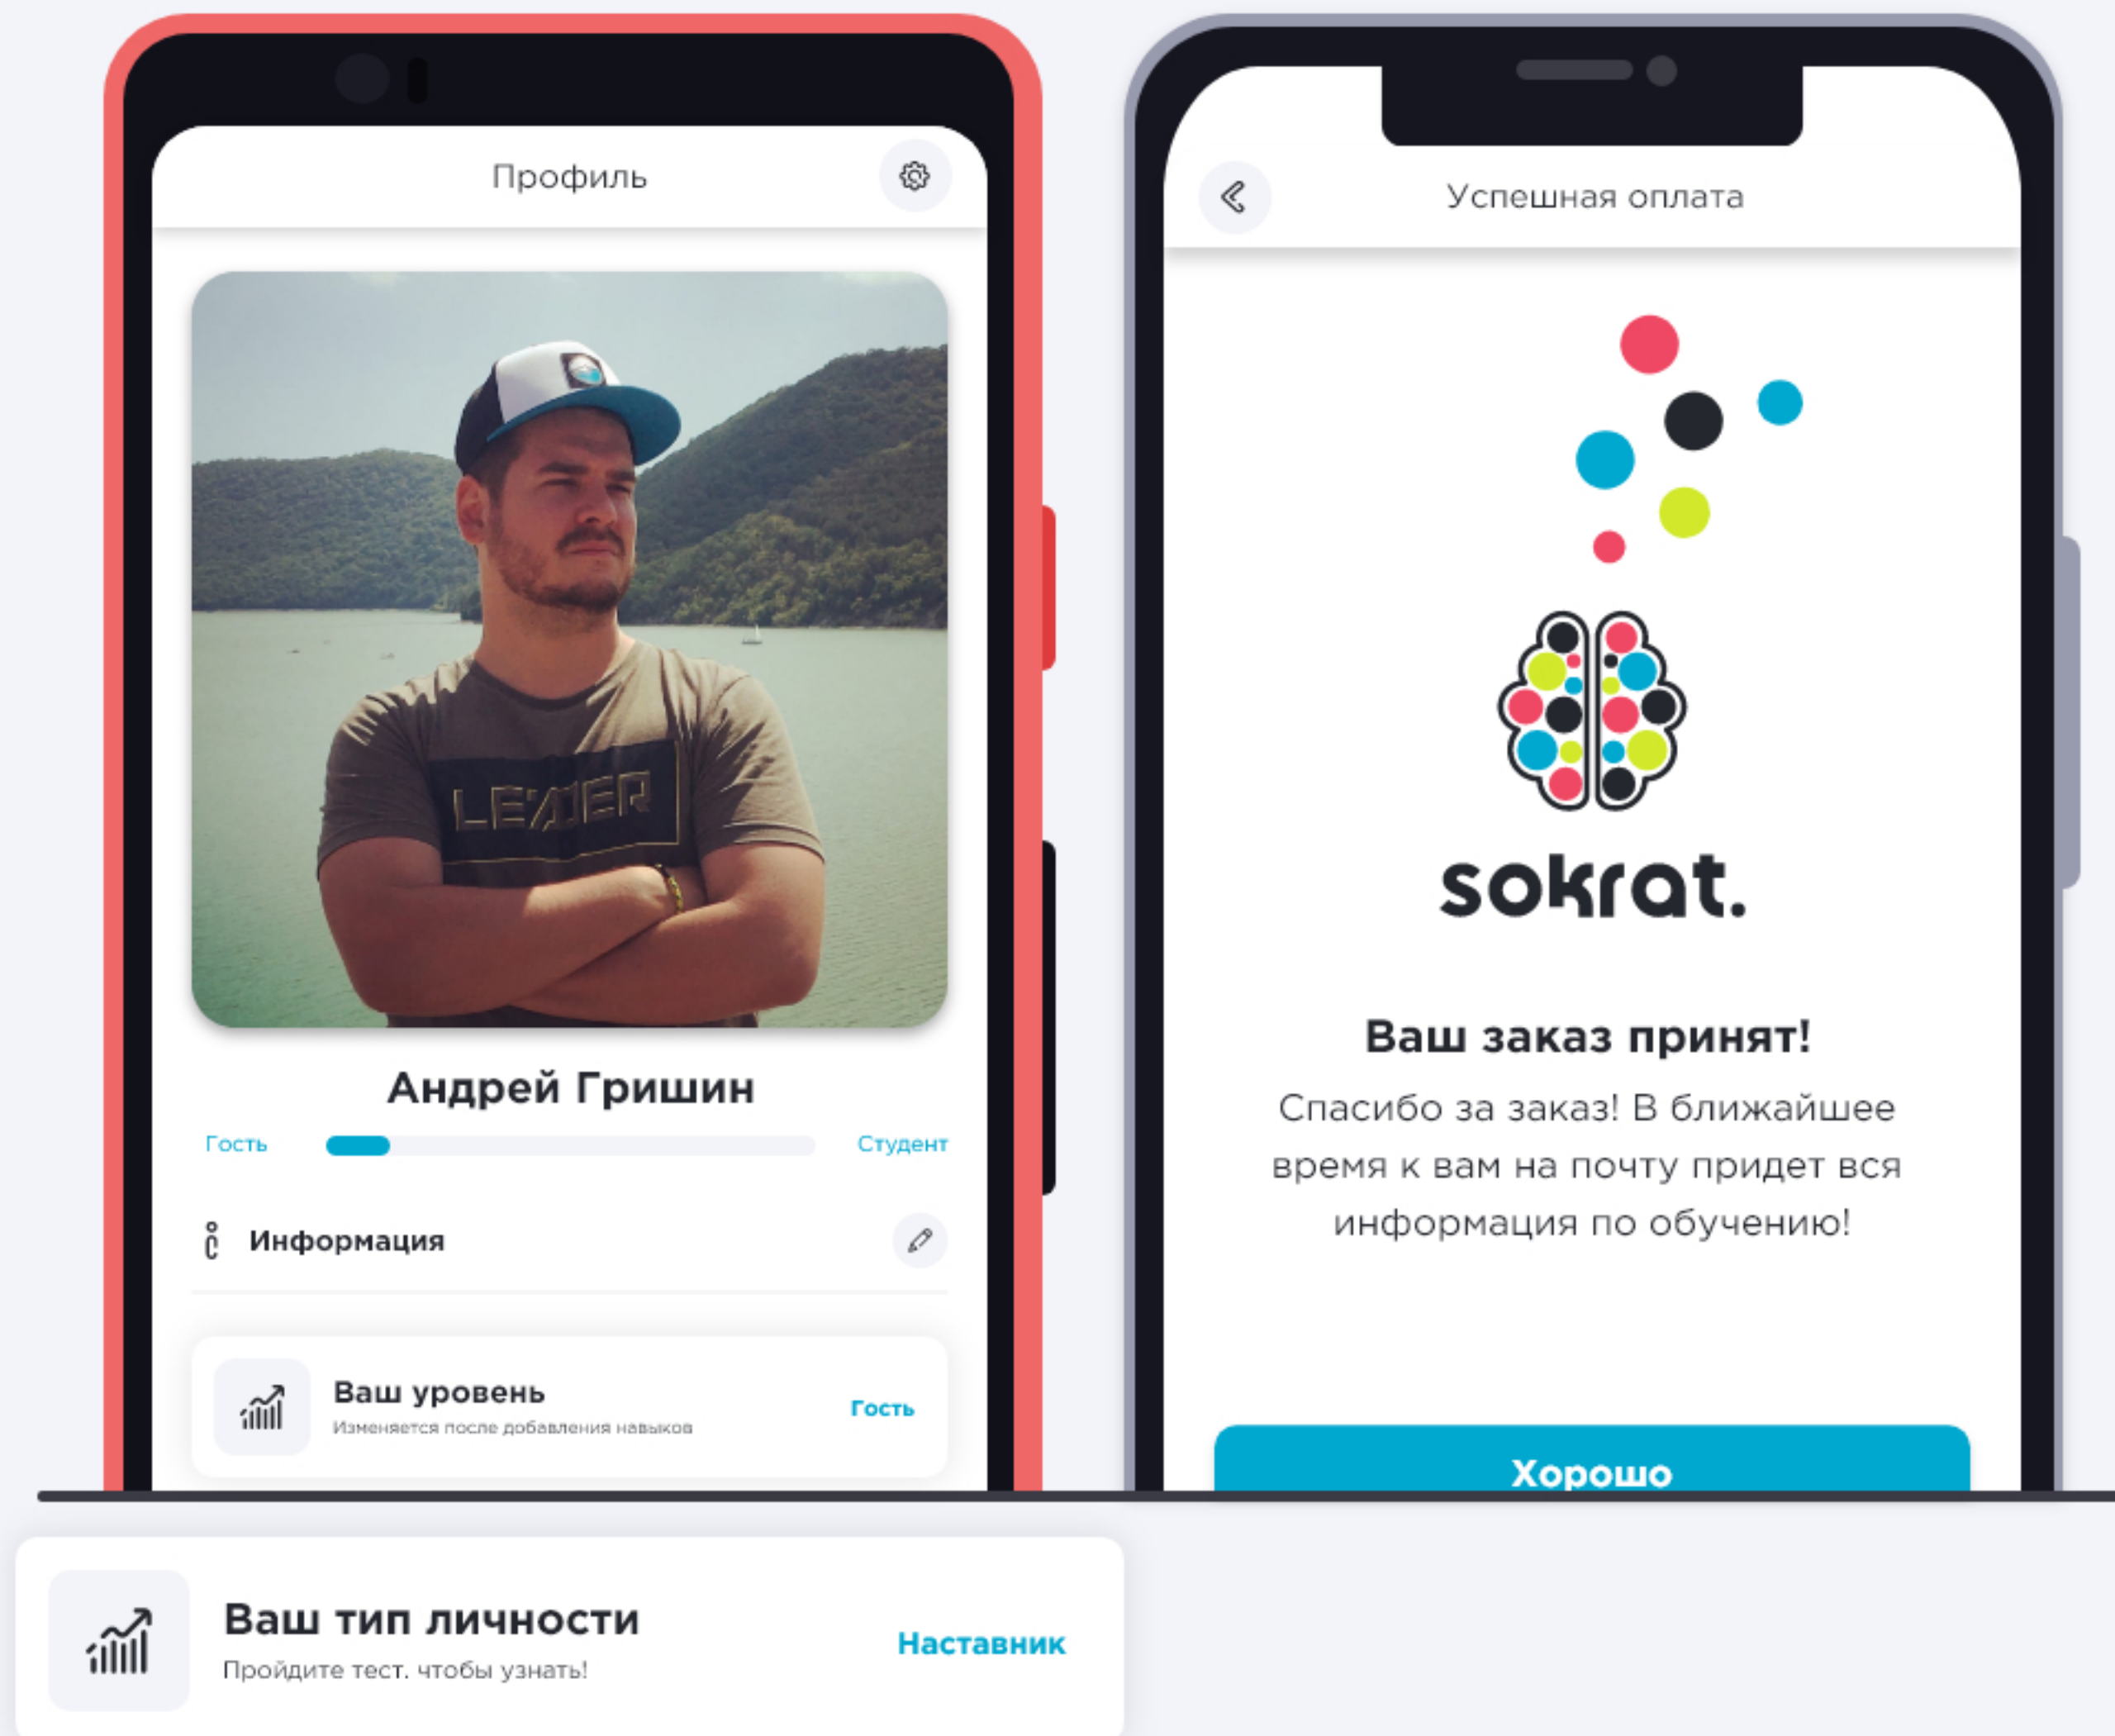 Профиль
LEADER
Андрей Гришин
Гость
Студент
Информация
Ваш уровень
Изменяется после добавления навыков
Гость
Успешная оплата
sokrat.
Ваш заказ принят!
Спасибо за заказ! В ближайшее
время к вам на почту придет вся
информация по обучению!
Хорошо
Ваш тип личности
Пройдите тест. чтобы узнать!
Наставник